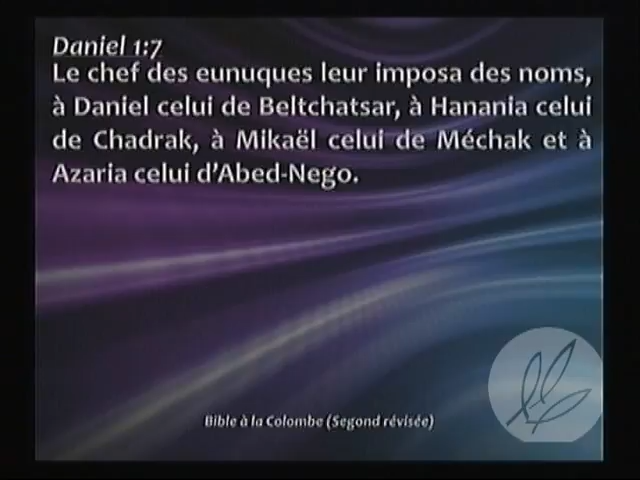 Daniel 1:7
Le chef des eunuques leur imposa des noms,
à Daniel celui de Beltchatsar, à Hanania celui
de Chadrak, à Mikaël celui de Méchak et à
Azaria celui d’Abed-Nego.
Bible à la Colombe (Segond révisée)